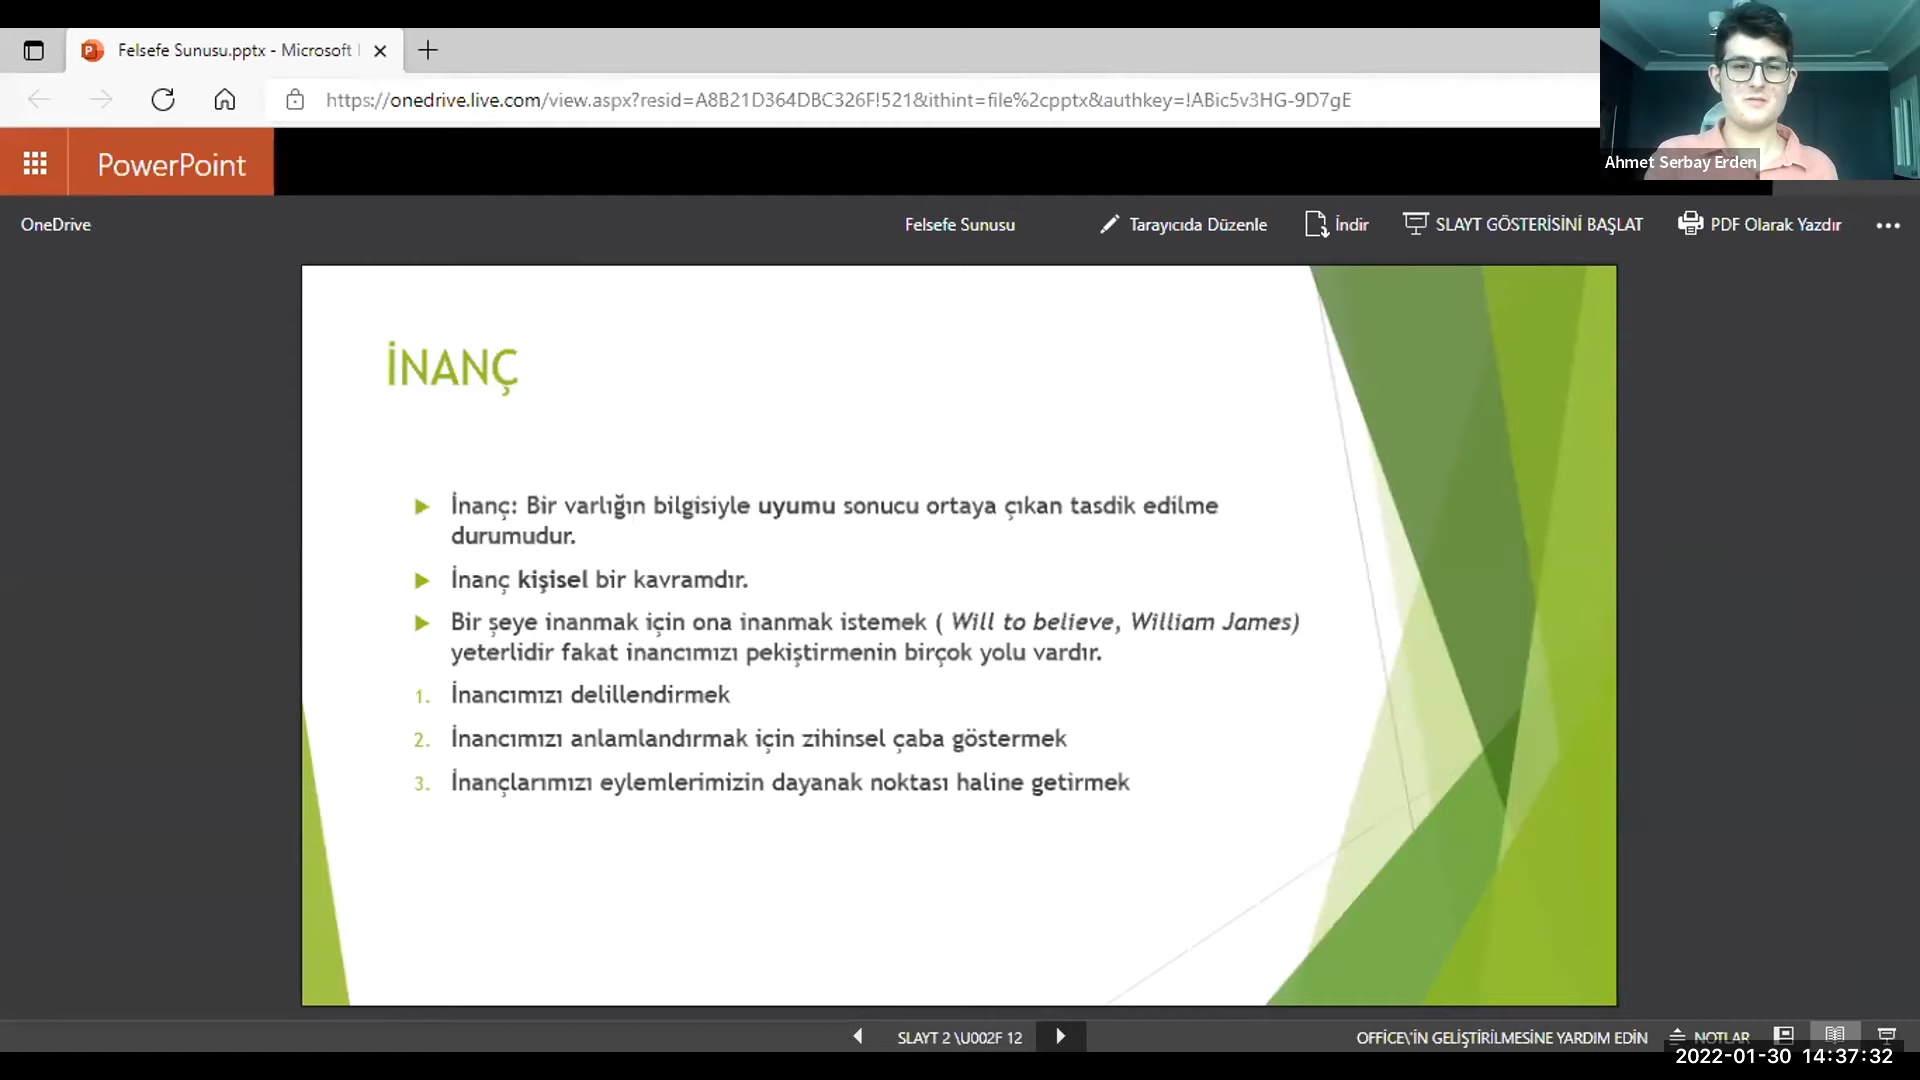 Felsefe Sunusu.pptx - Microsoft
https://onedrive.live.com/view.aspx?resid=A8B21D364DBC326F!521&ithint=file%2cpptx&authkey=!ABic5v3HG-9D7gE
Ahmet Serbay Erden
PowerPoint
OneDrive
Felsefe Sunusu
Tarayıcıda Düzenle
İndir
SLAYT GÖSTERİSİNİ BAŞLAT
PDF Olarak Yazdır
İNANÇ
İnanç: Bir varlığın bilgisiyle uyumu sonucu ortaya çıkan tasdik edilme
durumudur.
İnanç kişisel bir kavramdır.
Bir şeye inanmak için ona inanmak istemek ( Will to believe, William James)
yeterlidir fakat inancımızı pekiştirmenin birçok yolu vardır.
1. İnancımızı delillendirmek
2. İnancımızı anlamlandırmak için zihinsel çaba göstermek
3. İnançlarımızı eylemlerimizin dayanak noktası haline getirmek
SLAYT 2 \U002F 12
OFFICE\'İN GELİŞTİRİLMESİNE YARDIM EDİN
NOTLAR
2022-01-30 14:37:32